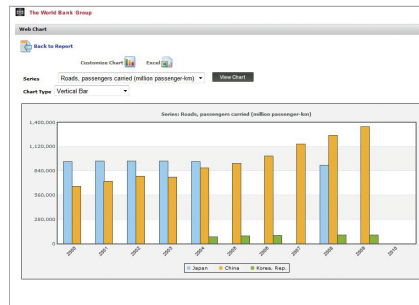 The World Bank Group
Web Chart
Back to Report
Customize Chart Excel
Series Roads, passengers carried (million passenger-km) View Chart
Chart Type Vertical Bar
Series: Roads, passengers carried (million passenger-km)
1,400,000
1,120,000
840,000
560,000
280,000
0
2000 2001 2002 2003 2004 2005 2006 2007 2008 2009 2010
Japan China Korea, Rep.